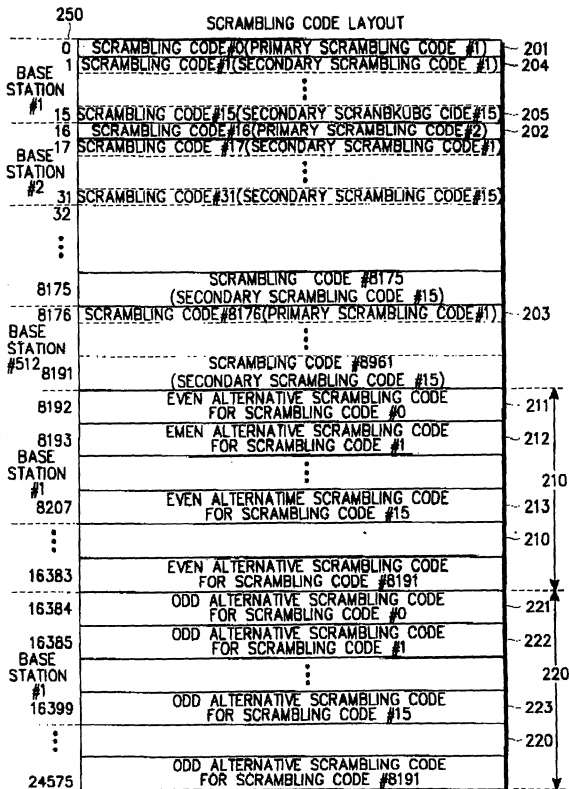 250
SCRAMBLING CODE LAYOUT
0 SCRAMBLING CODE#0(PRIMARY SCRAMBLING CODE #1) 201
1 SCRAMBLING CODE#1(SECONDARY SCRAMBLING CODE #1) 204
BASE
STATION
#1
15 SCRAMBLING CODE#15(SECONDARY SCRANBKUBG CIDE#15) 205
16 SCRAMBLING CODE#16(PRIMARY SCRAMBLING CODE#2) 202
17 SCRAMBLING CODE #17(SECONDARY SCRAMBLING CODE#1)
BASE
STATION
#2
31 SCRAMBLING CODE#31(SECONDARY SCRAMBLING CODE#15)
32
8175 SCRAMBLING CODE #8175
(SECONDARY SCRAMBLING CODE #15)
8176 SCRAMBLING CODE#8176(PRIMARY SCRAMBLING CODE#1) 203
BASE
STATION
#512
8191 SCRAMBLING CODE #8961
(SECONDARY SCRAMBLING CODE #15)
8192 EVEN ALTERNATIVE SCRAMBLING CODE
FOR SCRAMBLING CODE #0 211
8193 EMEN ALTERNATIVE SCRAMBLING CODE
FOR SCRAMBLING CODE #1 212
BASE
STATION
#1
210
8207 EVEN ALTERNATIME SCRAMBLING CODE
FOR SCRAMBLING CODE #15 213
210
16383 EVEN ALTERNATIVE SCRAMBLING CODE
FOR SCRAMBLING CODE #8191
16384 ODD ALTERNATIVE SCRAMBLING CODE
FOR SCRAMBLING CODE #0 221
16385 ODD ALTERNATIVE SCRAMBLING CODE
FOR SCRAMBLING CODE #1 222
BASE
STATION
#1
220
16399 ODD ALTERNATIVE SCRAMBLING CODE
FOR SCRAMBLING CODE #15 223
220
24575 ODD ALTERNATIVE SCRAMBLING CODE
FOR SCRAMBLING CODE #8191